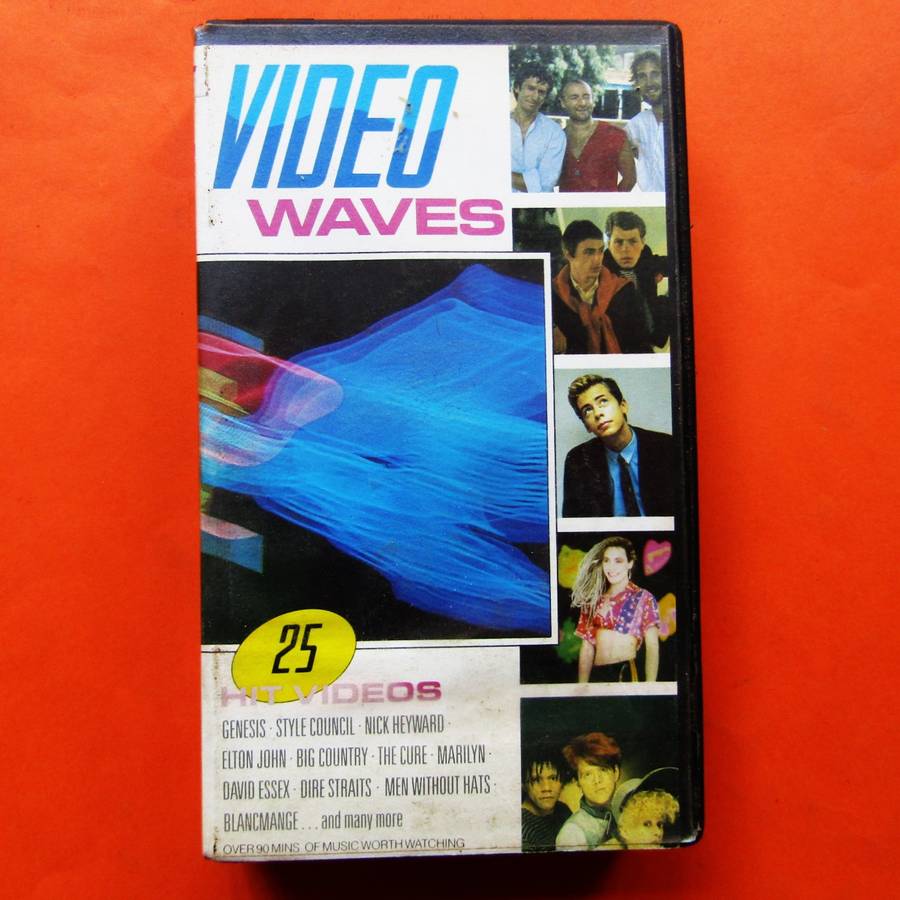 VIDEO
WAVES
25
HIT VIDEOS
GENESIS · STYLE COUNCIL · NICK HEYWARD ·
ELTON JOHN · BIG COUNTRY · THE CURE · MARILYN ·
DAVID ESSEX · DIRE STRAITS · MEN WITHOUT HATS ·
BLANCMANGE . . . and many more
OVER 90 MINS OF MUSIC WORTH WATCHING